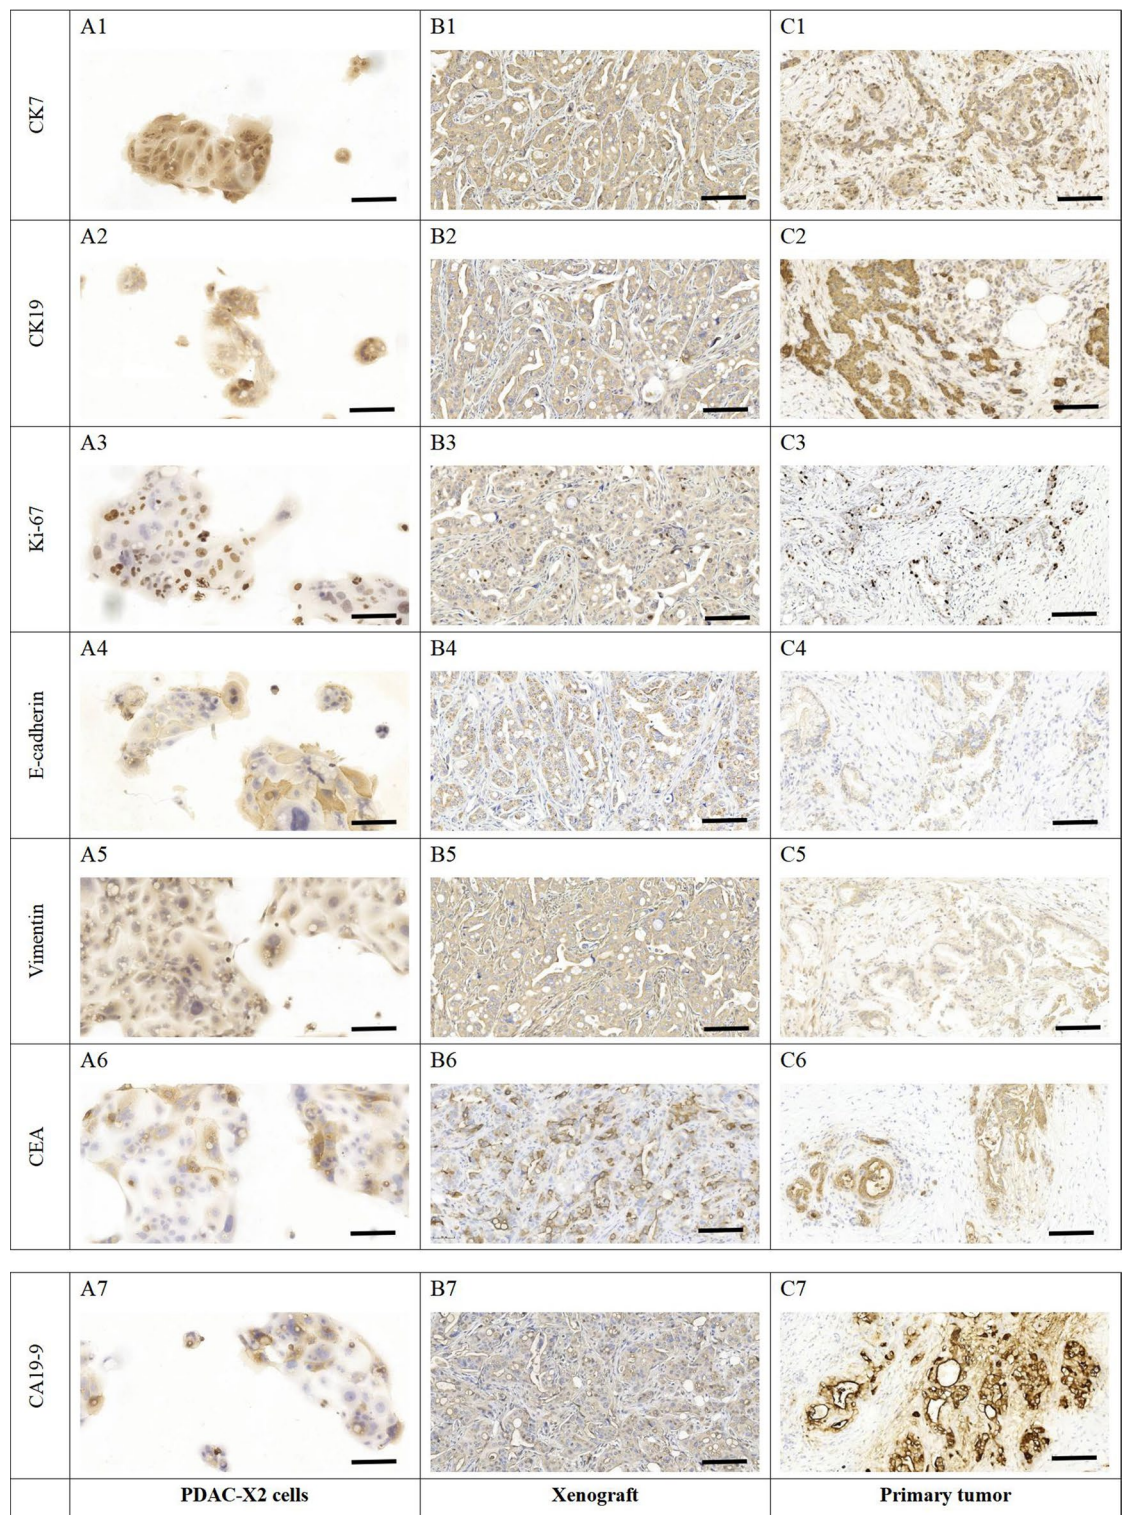 A1 B1 C1
CK7
A2 B2 C2
CK19
A3 B3 C3
Ki-67
A4 B4 C4
E-cadherin
A5 B5 C5
Vimentin
A6 B6 C6
CEA
A7 B7 C7
CA19-9
PDAC-X2 cells Xenograft Primary tumor